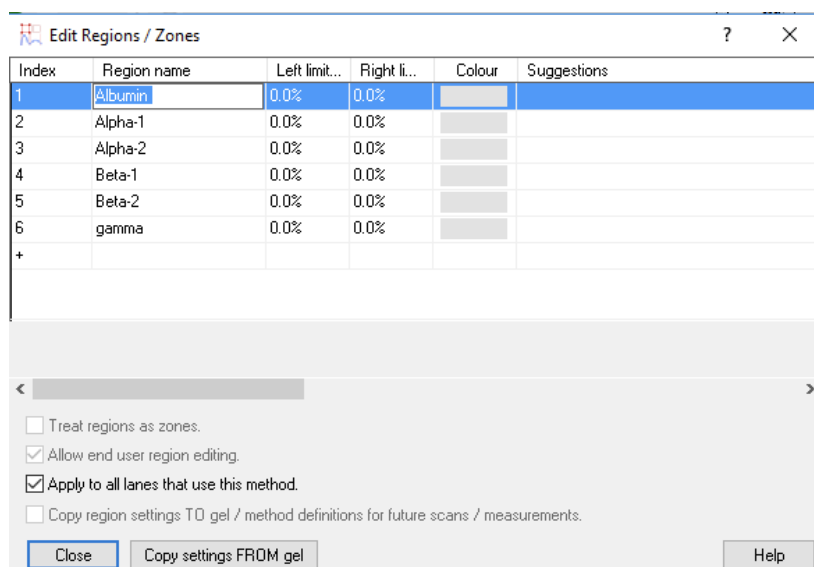 Edit Regions / Zones ? X
Index Region name Left limit... Right li... Colour Suggestions
1 Albumin 0.0% 0.0%
2 Alpha-1 0.0% 0.0%
3 Alpha-2 0.0% 0.0%
4 Beta-1 0.0% 0.0%
5 Beta-2 0.0% 0.0%
6 gamma 0.0% 0.0%
+
Treat regions as zones.
Allow end user region editing.
Apply to all lanes that use this method.
Copy region settings TO gel / method definitions for future scans / measurements.
Close Copy settings FROM gel Help